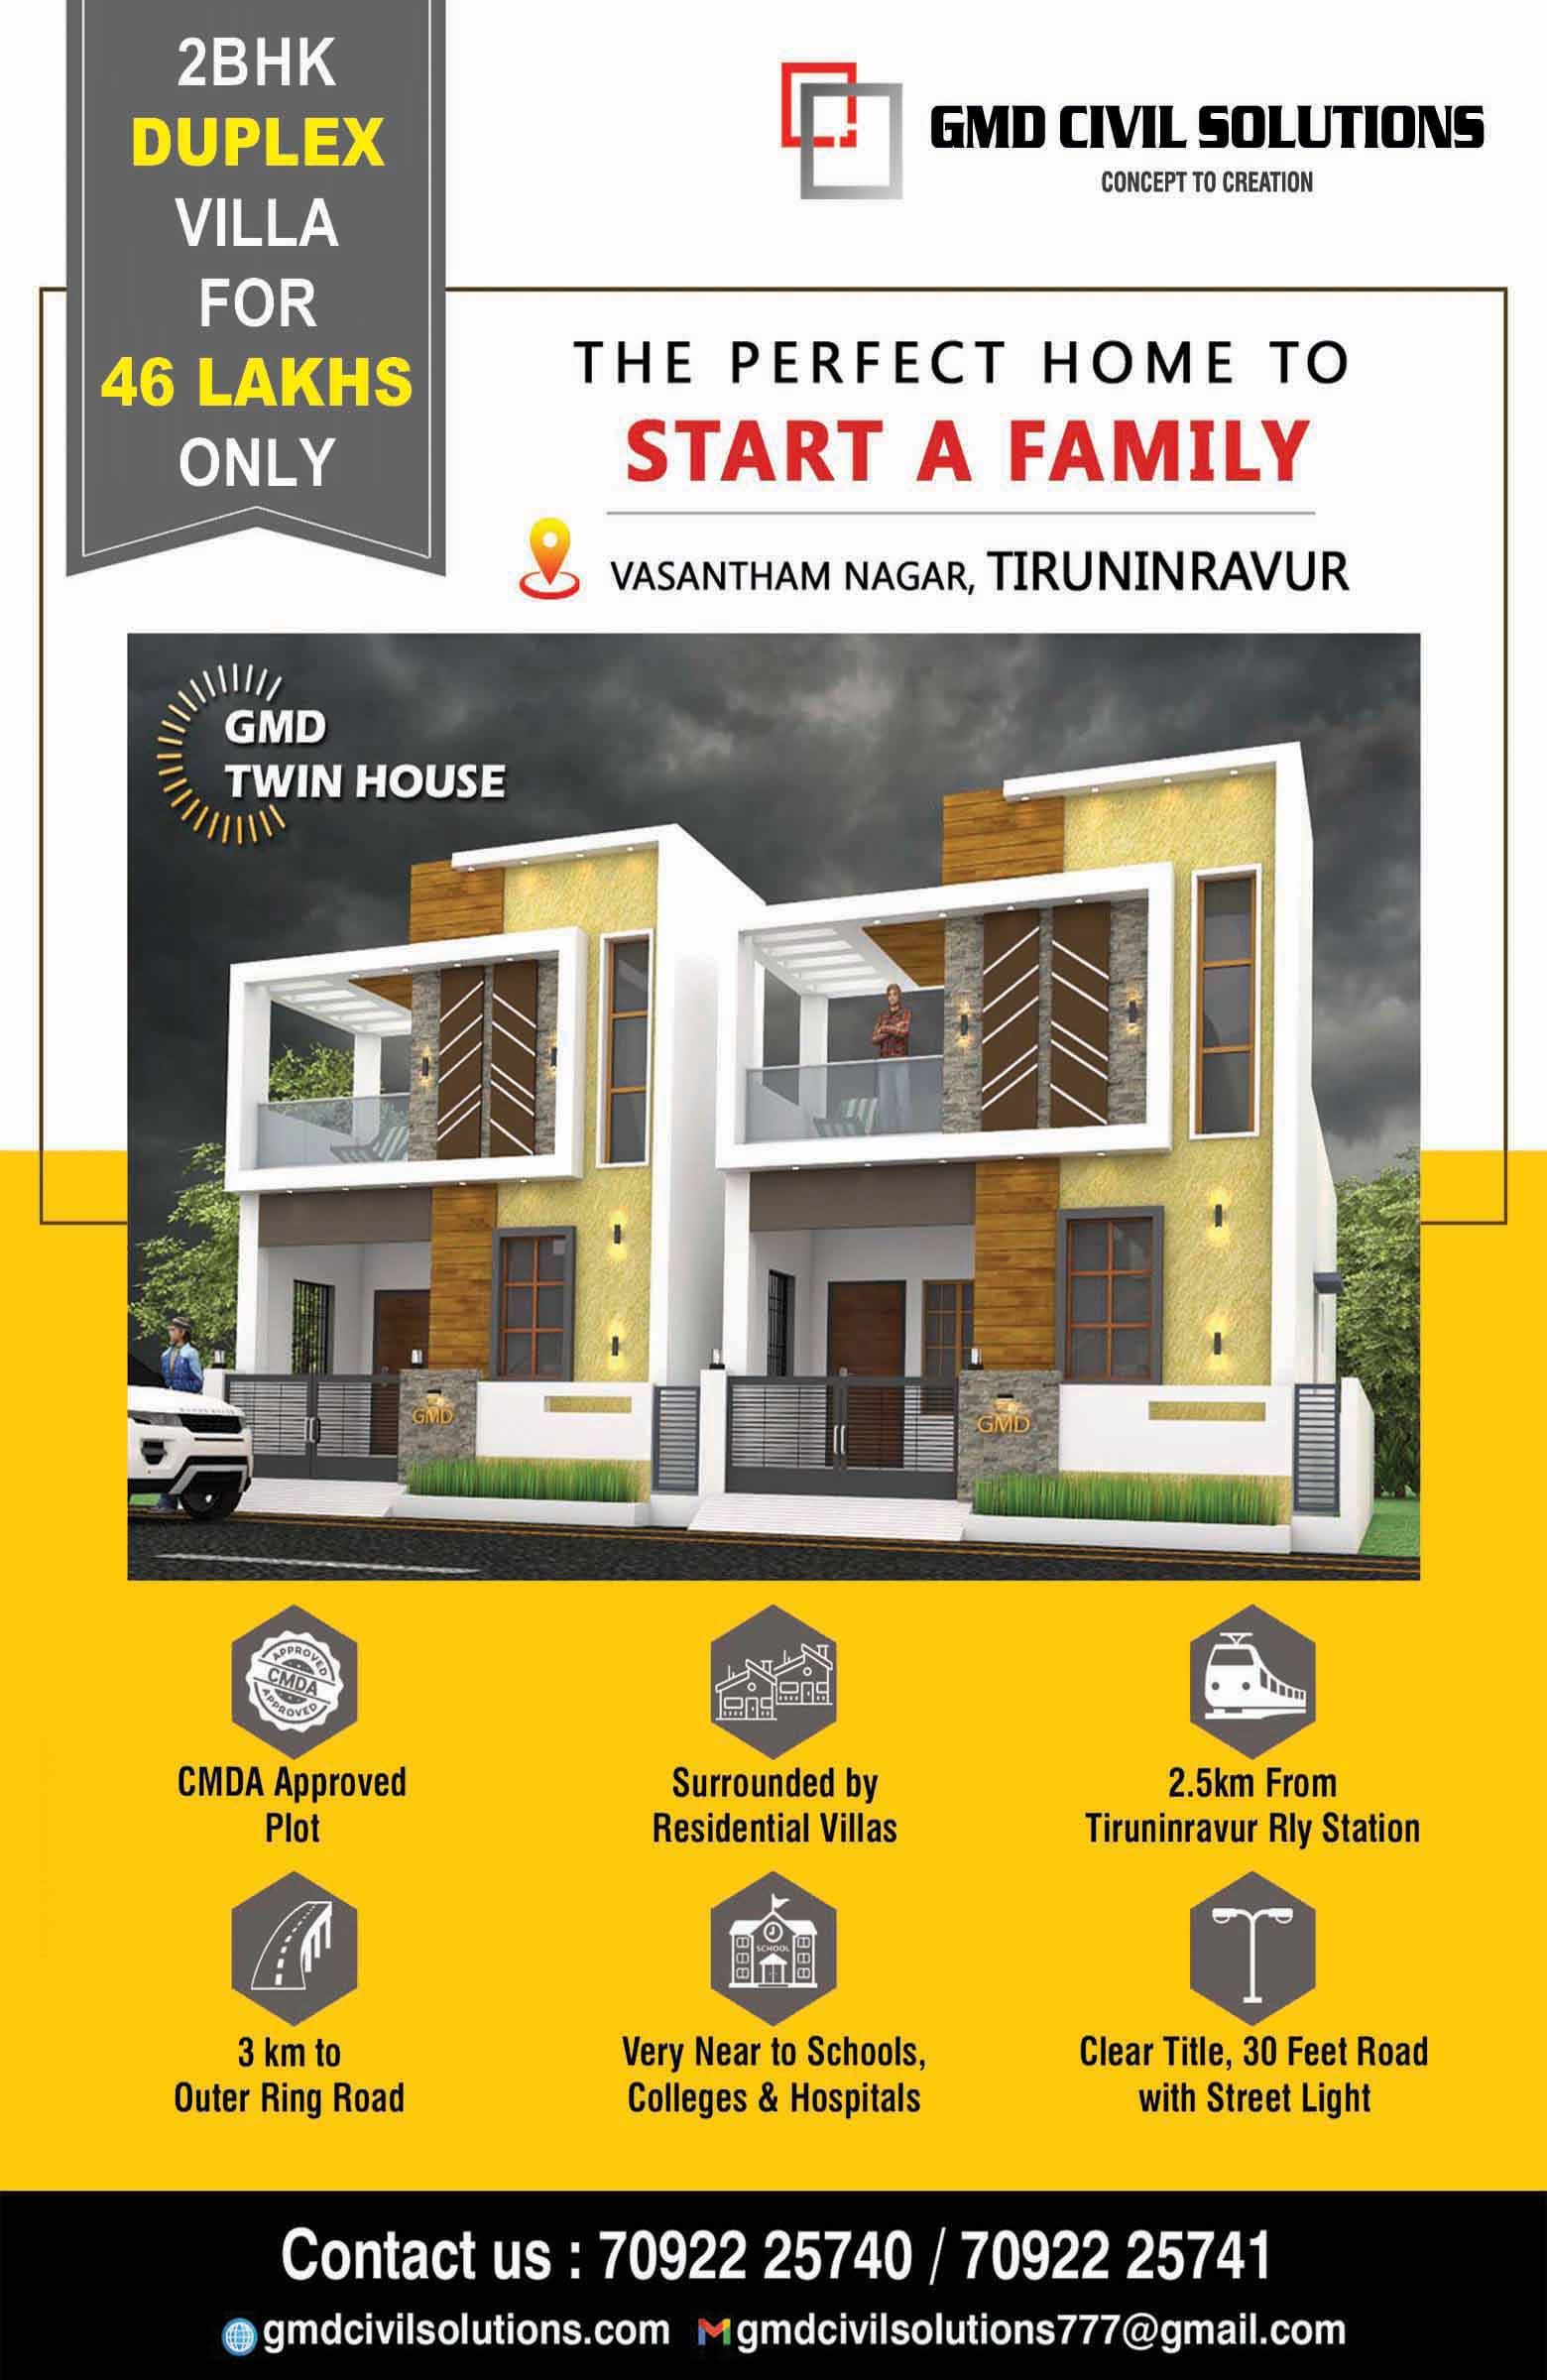 2BHK
DUPLEX
VILLA
FOR
46 LAKHS
ONLY
GMD CIVIL SOLUTIONS
CONCEPT TO CREATION
THE PERFECT HOME TO
START A FAMILY
VASANTHAM NAGAR, TIRUNINRAVUR
GMD
TWIN HOUSE
GMD
GMD
APPROVED
CMDA
APPROVED
CMDA Approved
Plot
Surrounded by
Residential Villas
2.5km From
Tiruninravur Rly Station
3 km to
Outer Ring Road
SCHOOL
Very Near to Schools,
Colleges & Hospitals
Clear Title, 30 Feet Road
with Street Light
Contact us : 70922 25740 / 70922 25741
gmdcivilsolutions.com gmdcivilsolutions777@gmail.com